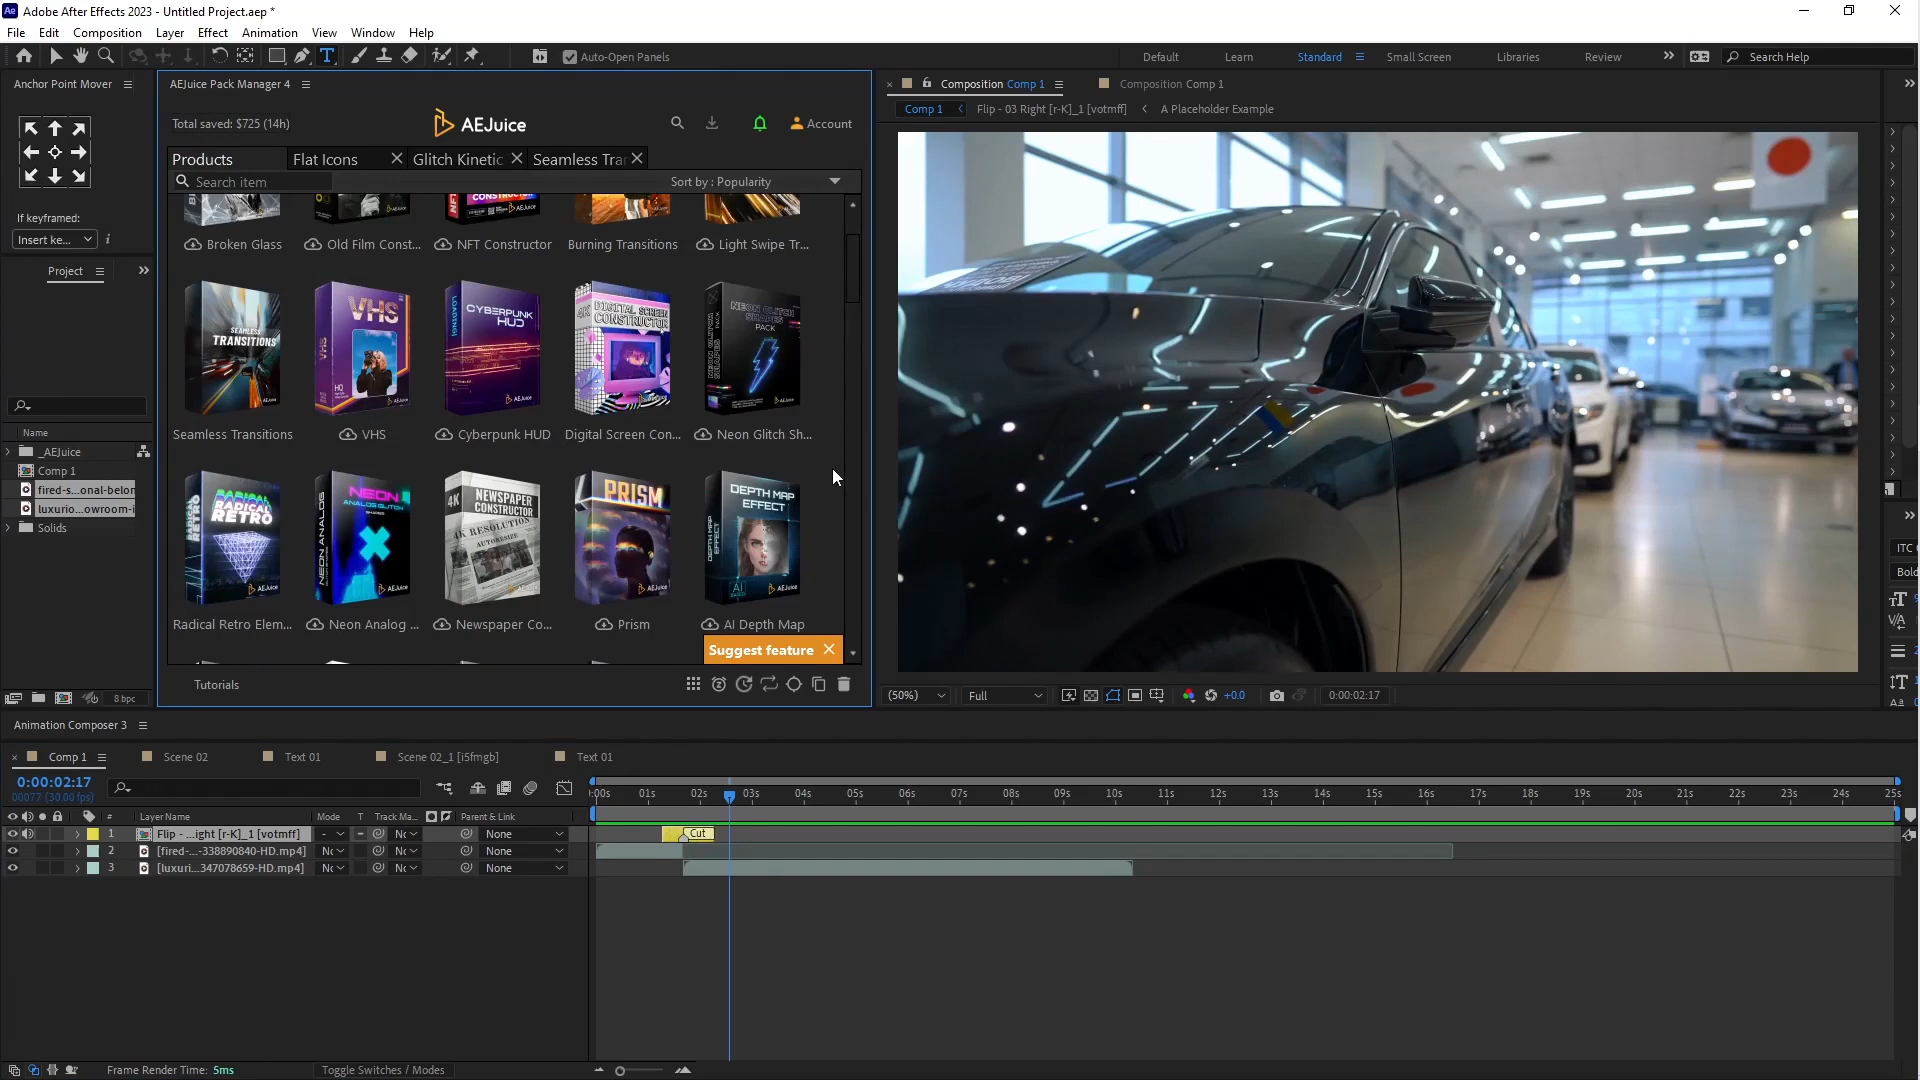 Adobe After Effects 2023 - Untitled Project.aep *
File Edit Composition Layer Effect Animation View Window Help
Auto-Open Panels
Default Learn Standard Small Screen Libraries Review Search Help
Anchor Point Mover
If keyframed:
Insert ke...
Project
Name
_AEJuice
Comp 1
fired-s...onal-belon
luxurio...owroom-i
Solids
8 bpc
AEJuice Pack Manager 4
Total saved: $725 (14h)
AEJuice
Account
Products Flat Icons Glitch Kinetic Seamless Tra
Search item
Sort by : Popularity
Broken Glass Old Film Const... NFT Constructor Burning Transitions Light Swipe Tr...
SEAMLESS
TRANSITIONS
VHS
CYBERPUNK
HUD
DIGITAL SCREEN
CONSTRUCTOR
NEON GLITCH
SHAPES
PACK
Seamless Transitions VHS Cyberpunk HUD Digital Screen Con... Neon Glitch Sh...
RADICAL
RETRO
NEON
ANALOG GLITCH
4K
NEWSPAPER
CONSTRUCTOR
4K RESOLUTION
AUTORESIZE
PRISM
DEPTH MAP
EFFECT
Radical Retro Elem... Neon Analog ... Newspaper Co... Prism AI Depth Map
Suggest feature
Tutorials
Composition Comp 1
Composition Comp 1
Comp 1 Flip - 03 Right [r-K]_1 [votmff] A Placeholder Example
(50%) Full +0.0 0:00:02:17
ITC
Bold
Animation Composer 3
Comp 1 Scene 02 Text 01 Scene 02_1 [i5fmgb] Text 01
0:00:02:17
00077 (30.00 fps)
# Layer Name Mode T Track Ma... Parent & Link
:00s 01s 02s 03s 04s 05s 06s 07s 08s 09s 10s 11s 12s 13s 14s 15s 16s 17s 18s 19s 20s 21s 22s 23s 24s 25s
1 Flip - ...ight [r-K]_1 [votmff] - Nc None
Cut
2 [fired-...-338890840-HD.mp4] Nc Nc None
3 [luxuri...347078659-HD.mp4] Nc Nc None
Frame Render Time: 5ms
Toggle Switches / Modes